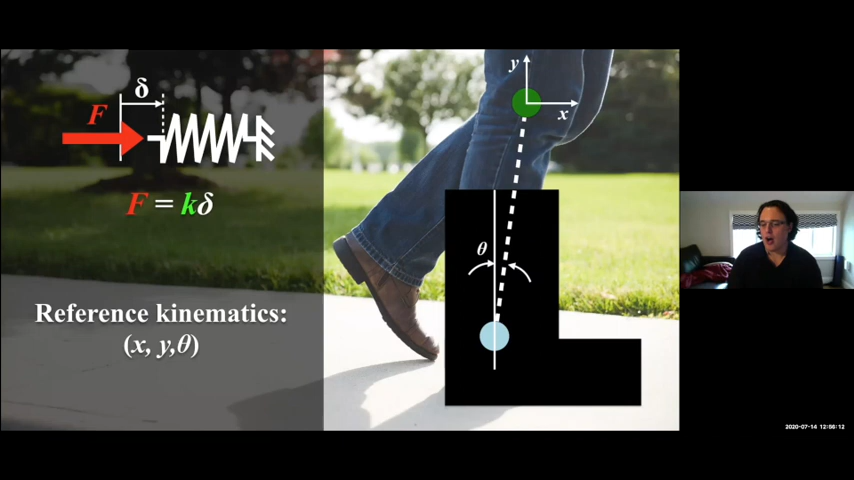 δ
F
F = kδ
Reference kinematics:
(x, y,θ)
y
x
θ
2020-07-14 12:56:12